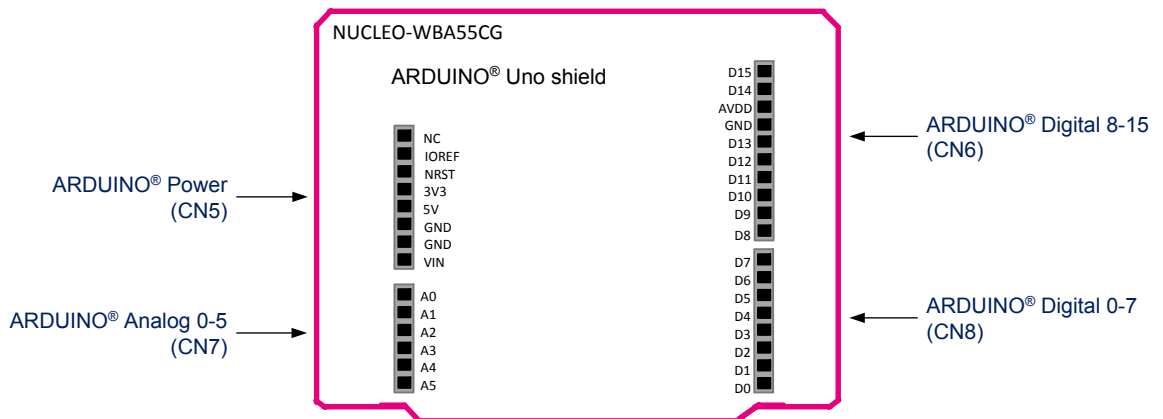 NUCLEO-WBA55CG
ARDUINO® Uno shield
ARDUINO® Power
(CN5)
NC
IOREF
NRST
3V3
5V
GND
GND
VIN
ARDUINO® Analog 0-5
(CN7)
A0
A1
A2
A3
A4
A5
D15
D14
AVDD
GND
D13
D12
D11
D10
D9
D8
ARDUINO® Digital 8-15
(CN6)
D7
D6
D5
D4
D3
D2
D1
D0
ARDUINO® Digital 0-7
(CN8)